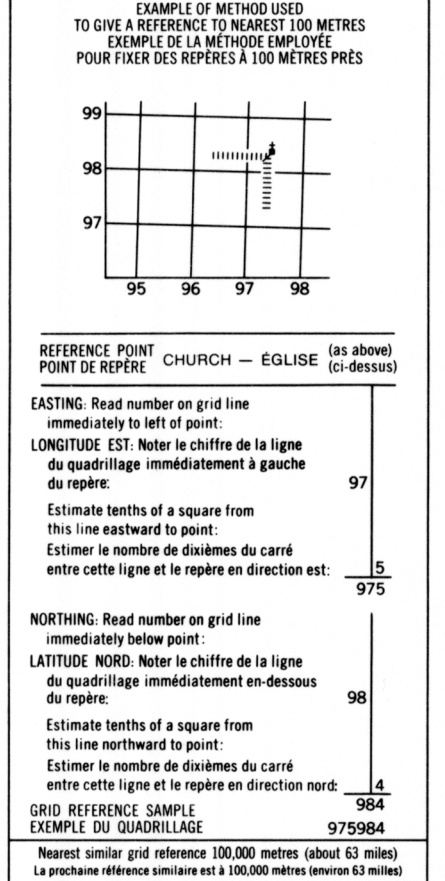 EXAMPLE OF METHOD USED
TO GIVE A REFERENCE TO NEAREST 100 METRES
EXEMPLE DE LA MÉTHODE EMPLOYÉE
POUR FIXER DES REPÈRES À 100 MÈTRES PRÈS
99
98
97
95 96 97 98
REFERENCE POINT
POINT DE REPÈRE
CHURCH — ÉGLISE
(as above)
(ci-dessus)
EASTING: Read number on grid line
immediately to left of point:
LONGITUDE EST: Noter le chiffre de la ligne
du quadrillage immédiatement à gauche
du repère: 97
Estimate tenths of a square from
this line eastward to point:
Estimer le nombre de dixièmes du carré
entre cette ligne et le repère en direction est: 5
975
NORTHING: Read number on grid line
immediately below point:
LATITUDE NORD: Noter le chiffre de la ligne
du quadrillage immédiatement en-dessous
du repère: 98
Estimate tenths of a square from
this line northward to point:
Estimer le nombre de dixièmes du carré
entre cette ligne et le repère en direction nord: 4
984
GRID REFERENCE SAMPLE
EXEMPLE DU QUADRILLAGE 975984
Nearest similar grid reference 100,000 metres (about 63 miles)
La prochaine référence similaire est à 100,000 mètres (environ 63 milles)